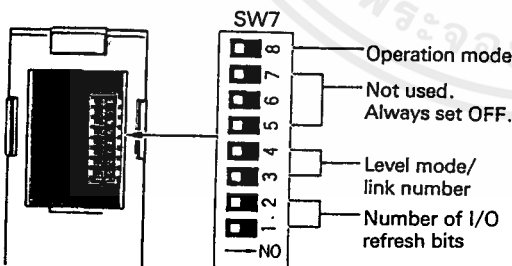 SW7
8
7
6
5
4
3
2
1
NO
Operation mode
Not used.
Always set OFF.
Level mode/
link number
Number of I/O
refresh bits